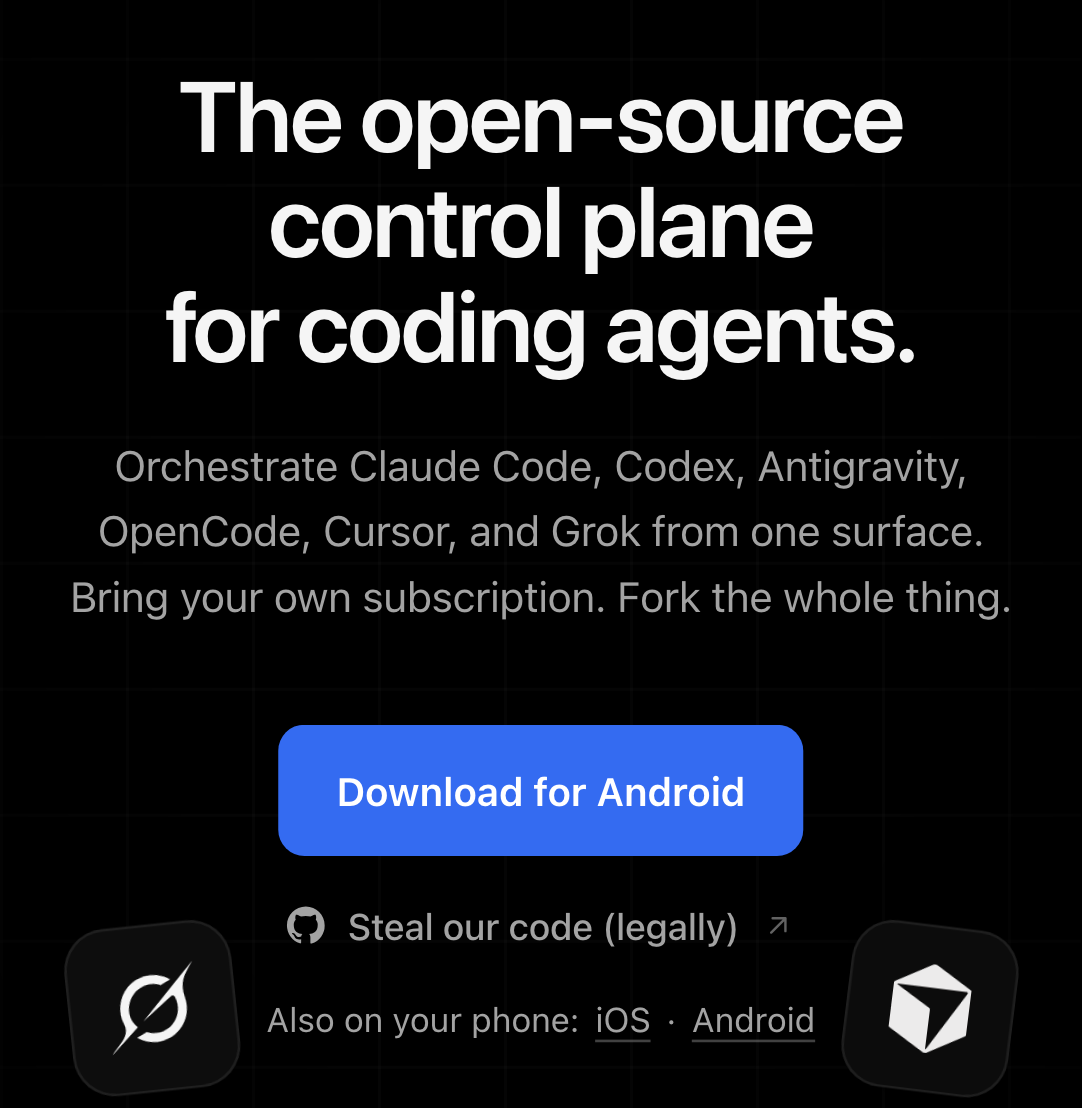 The open-source
control plane
for coding agents.
Orchestrate Claude Code, Codex, Antigravity,
OpenCode, Cursor, and Grok from one surface.
Bring your own subscription. Fork the whole thing.
Download for Android
Steal our code (legally) ↗
Also on your phone: iOS · Android